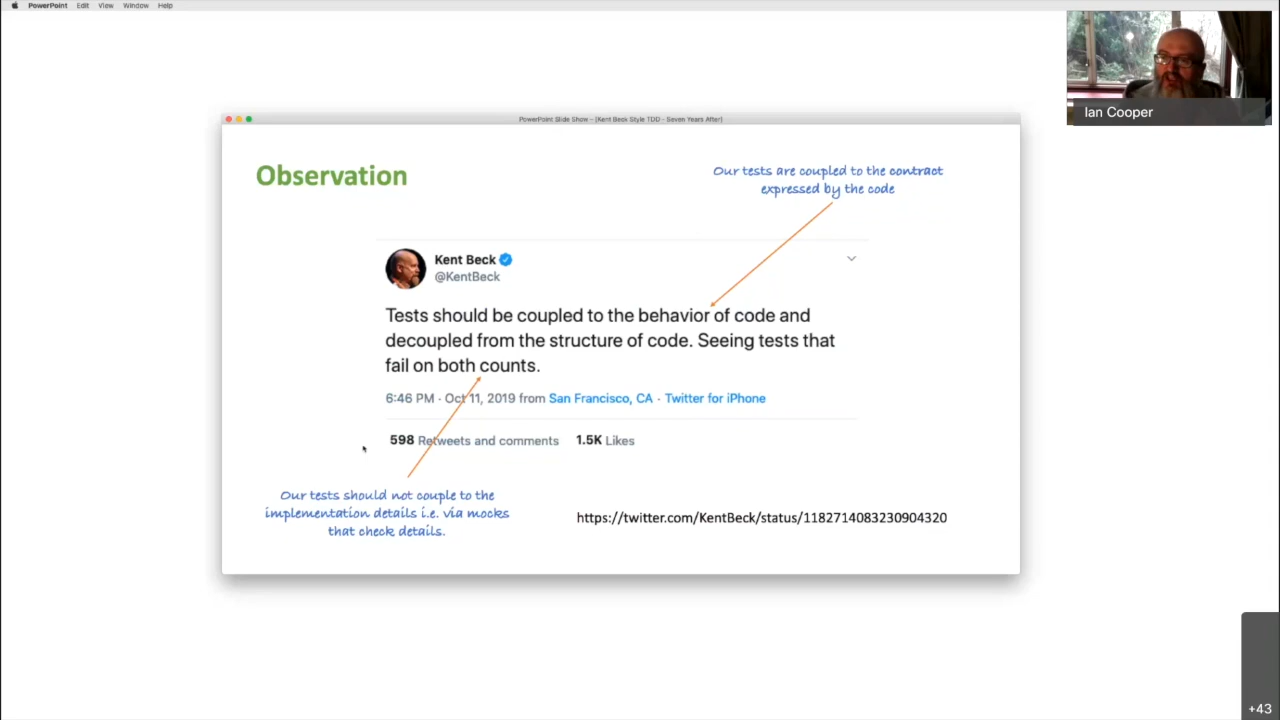 PowerPoint Edit View Window Help
Ian Cooper
PowerPoint Slide Show - [Kent Beck Style TDD - Seven Years After]
Observation
Our tests are coupled to the contract
expressed by the code
Kent Beck
@KentBeck
Tests should be coupled to the behavior of code and
decoupled from the structure of code. Seeing tests that
fail on both counts.
6:46 PM · Oct 11, 2019 from San Francisco, CA · Twitter for iPhone
598 Retweets and comments 1.5K Likes
Our tests should not couple to the
implementation details i.e. via mocks
that check details.
https://twitter.com/KentBeck/status/1182714083230904320
+43